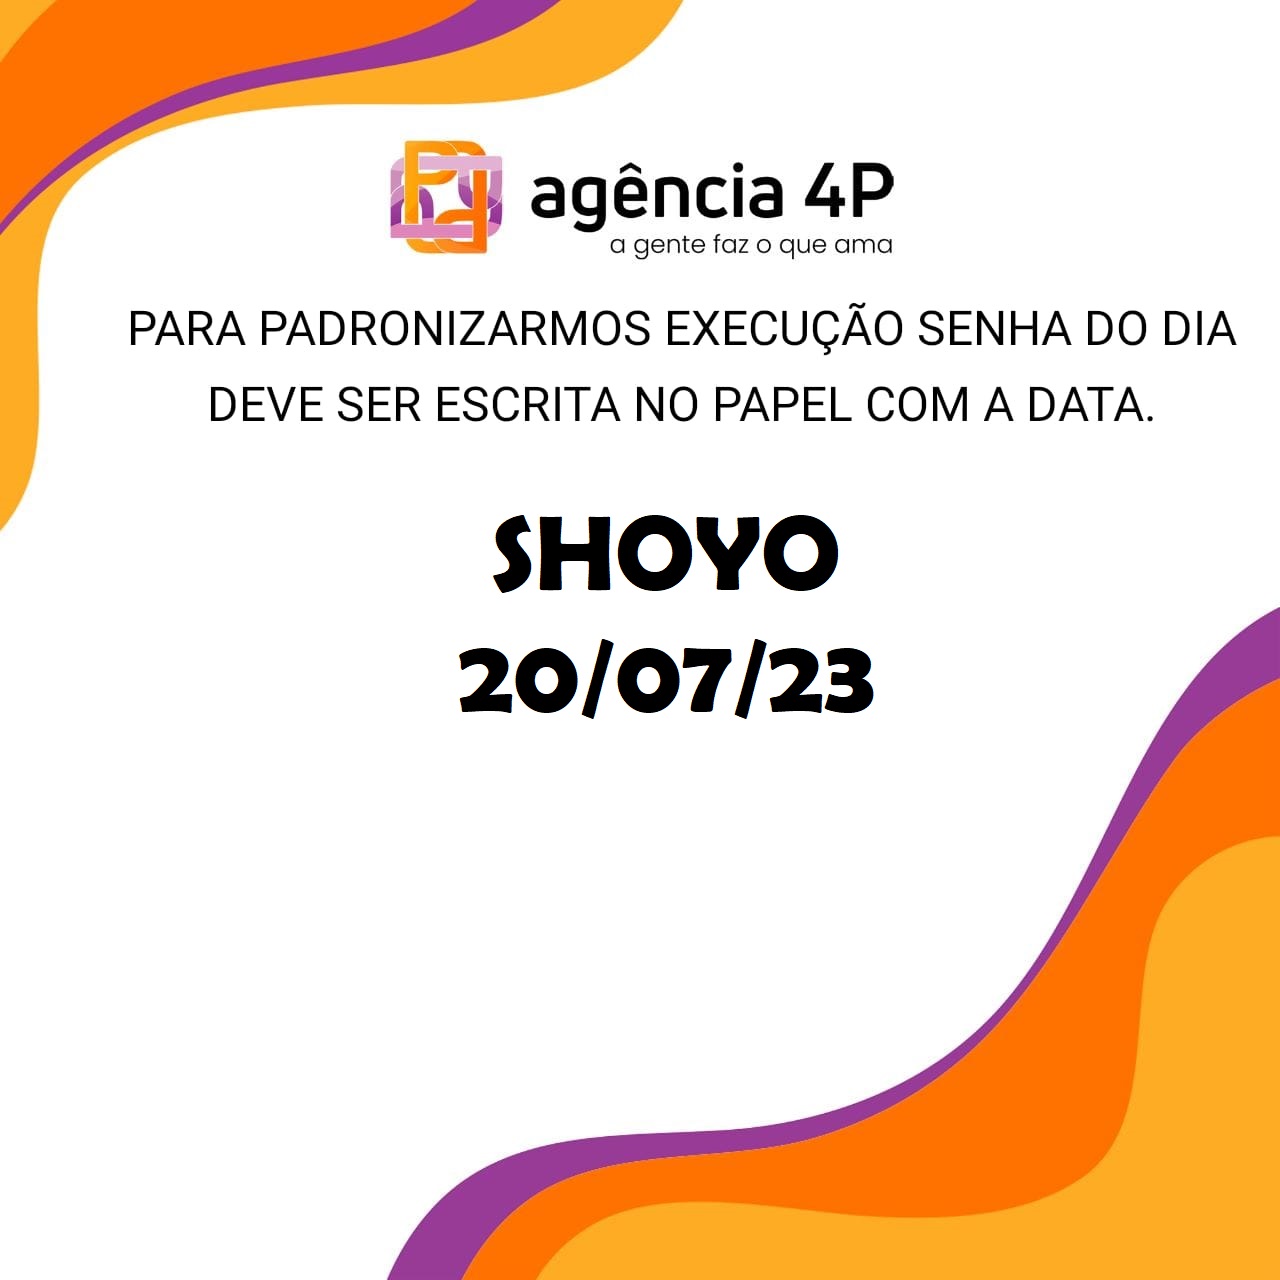 agência 4P
a gente faz o que ama
PARA PADRONIZARMOS EXECUÇÃO SENHA DO DIA
DEVE SER ESCRITA NO PAPEL COM A DATA.
SHOYO
20/07/23